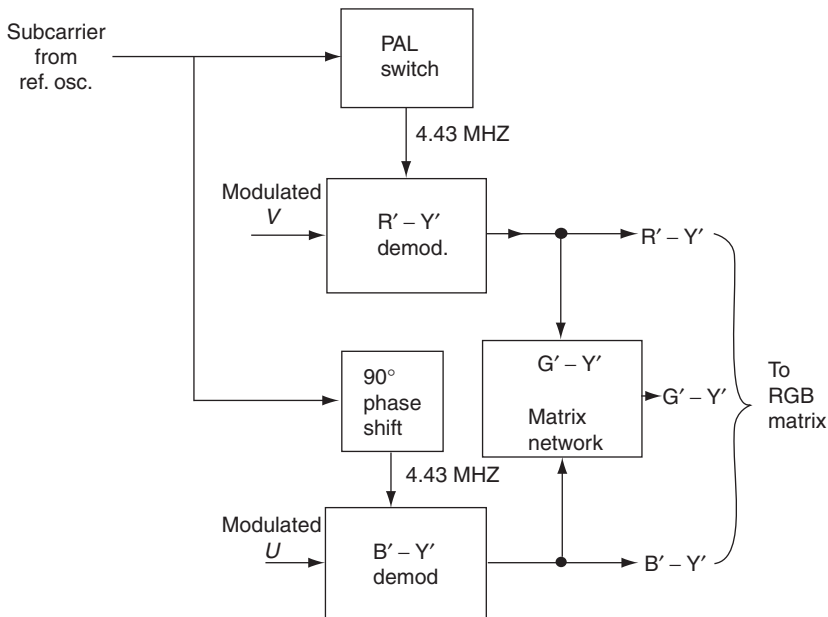 Subcarrier
from
ref. osc.
PAL
switch
4.43 MHZ
Modulated
V
R′ – Y′
demod.
R′ – Y′
90°
phase
shift
G′ – Y′
Matrix
network
G′ – Y′
To
RGB
matrix
4.43 MHZ
Modulated
U
B′ – Y′
demod
B′ – Y′